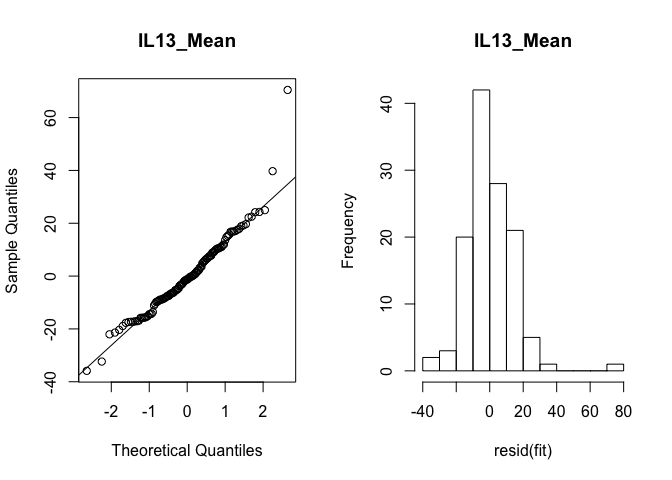 IL13_Mean
Sample Quantiles
60
40
20
0
-20
-40
-2 -1 0 1 2
Theoretical Quantiles
IL13_Mean
Frequency
40
30
20
10
0
-40 0 20 40 60 80
resid(fit)